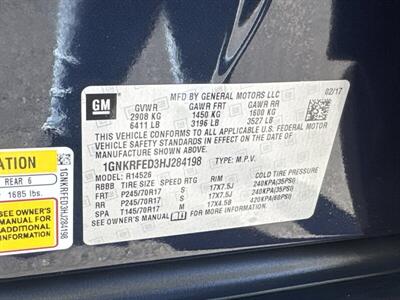 GM
MFD BY GENERAL MOTORS LLC
02/17
GVWR GAWR FRT GAWR RR
2908 KG 1450 KG 1600 KG
6411 LB 3196 LB 3527 LB
THIS VEHICLE CONFORMS TO ALL APPLICABLE U.S. FEDERAL MOTOR
VEHICLE SAFETY STANDARDS IN EFFECT ON THE DATE OF
MANUFACTURE SHOWN ABOVE.
1GNKRFED3HJ284198 TYPE: M.P.V.
MODEL: R14526
RBBB TIRE SIZE SPEED RTG RIM COLD TIRE PRESSURE
FRT P245/70R17 S 17X7.5J 240KPA(35PSI)
RR P245/70R17 S 17X7.5J 240KPA(35PSI)
SPA T145/70R17 M 17X4.5B 420KPA(60PSI)
SEE OWNER'S MANUAL FOR MORE INFORMATION.
ATION
REAR 6
1685 lbs.
SEE OWNER'S
MANUAL FOR
ADDITIONAL
INFORMATION
1GNKRFED3HJ284198